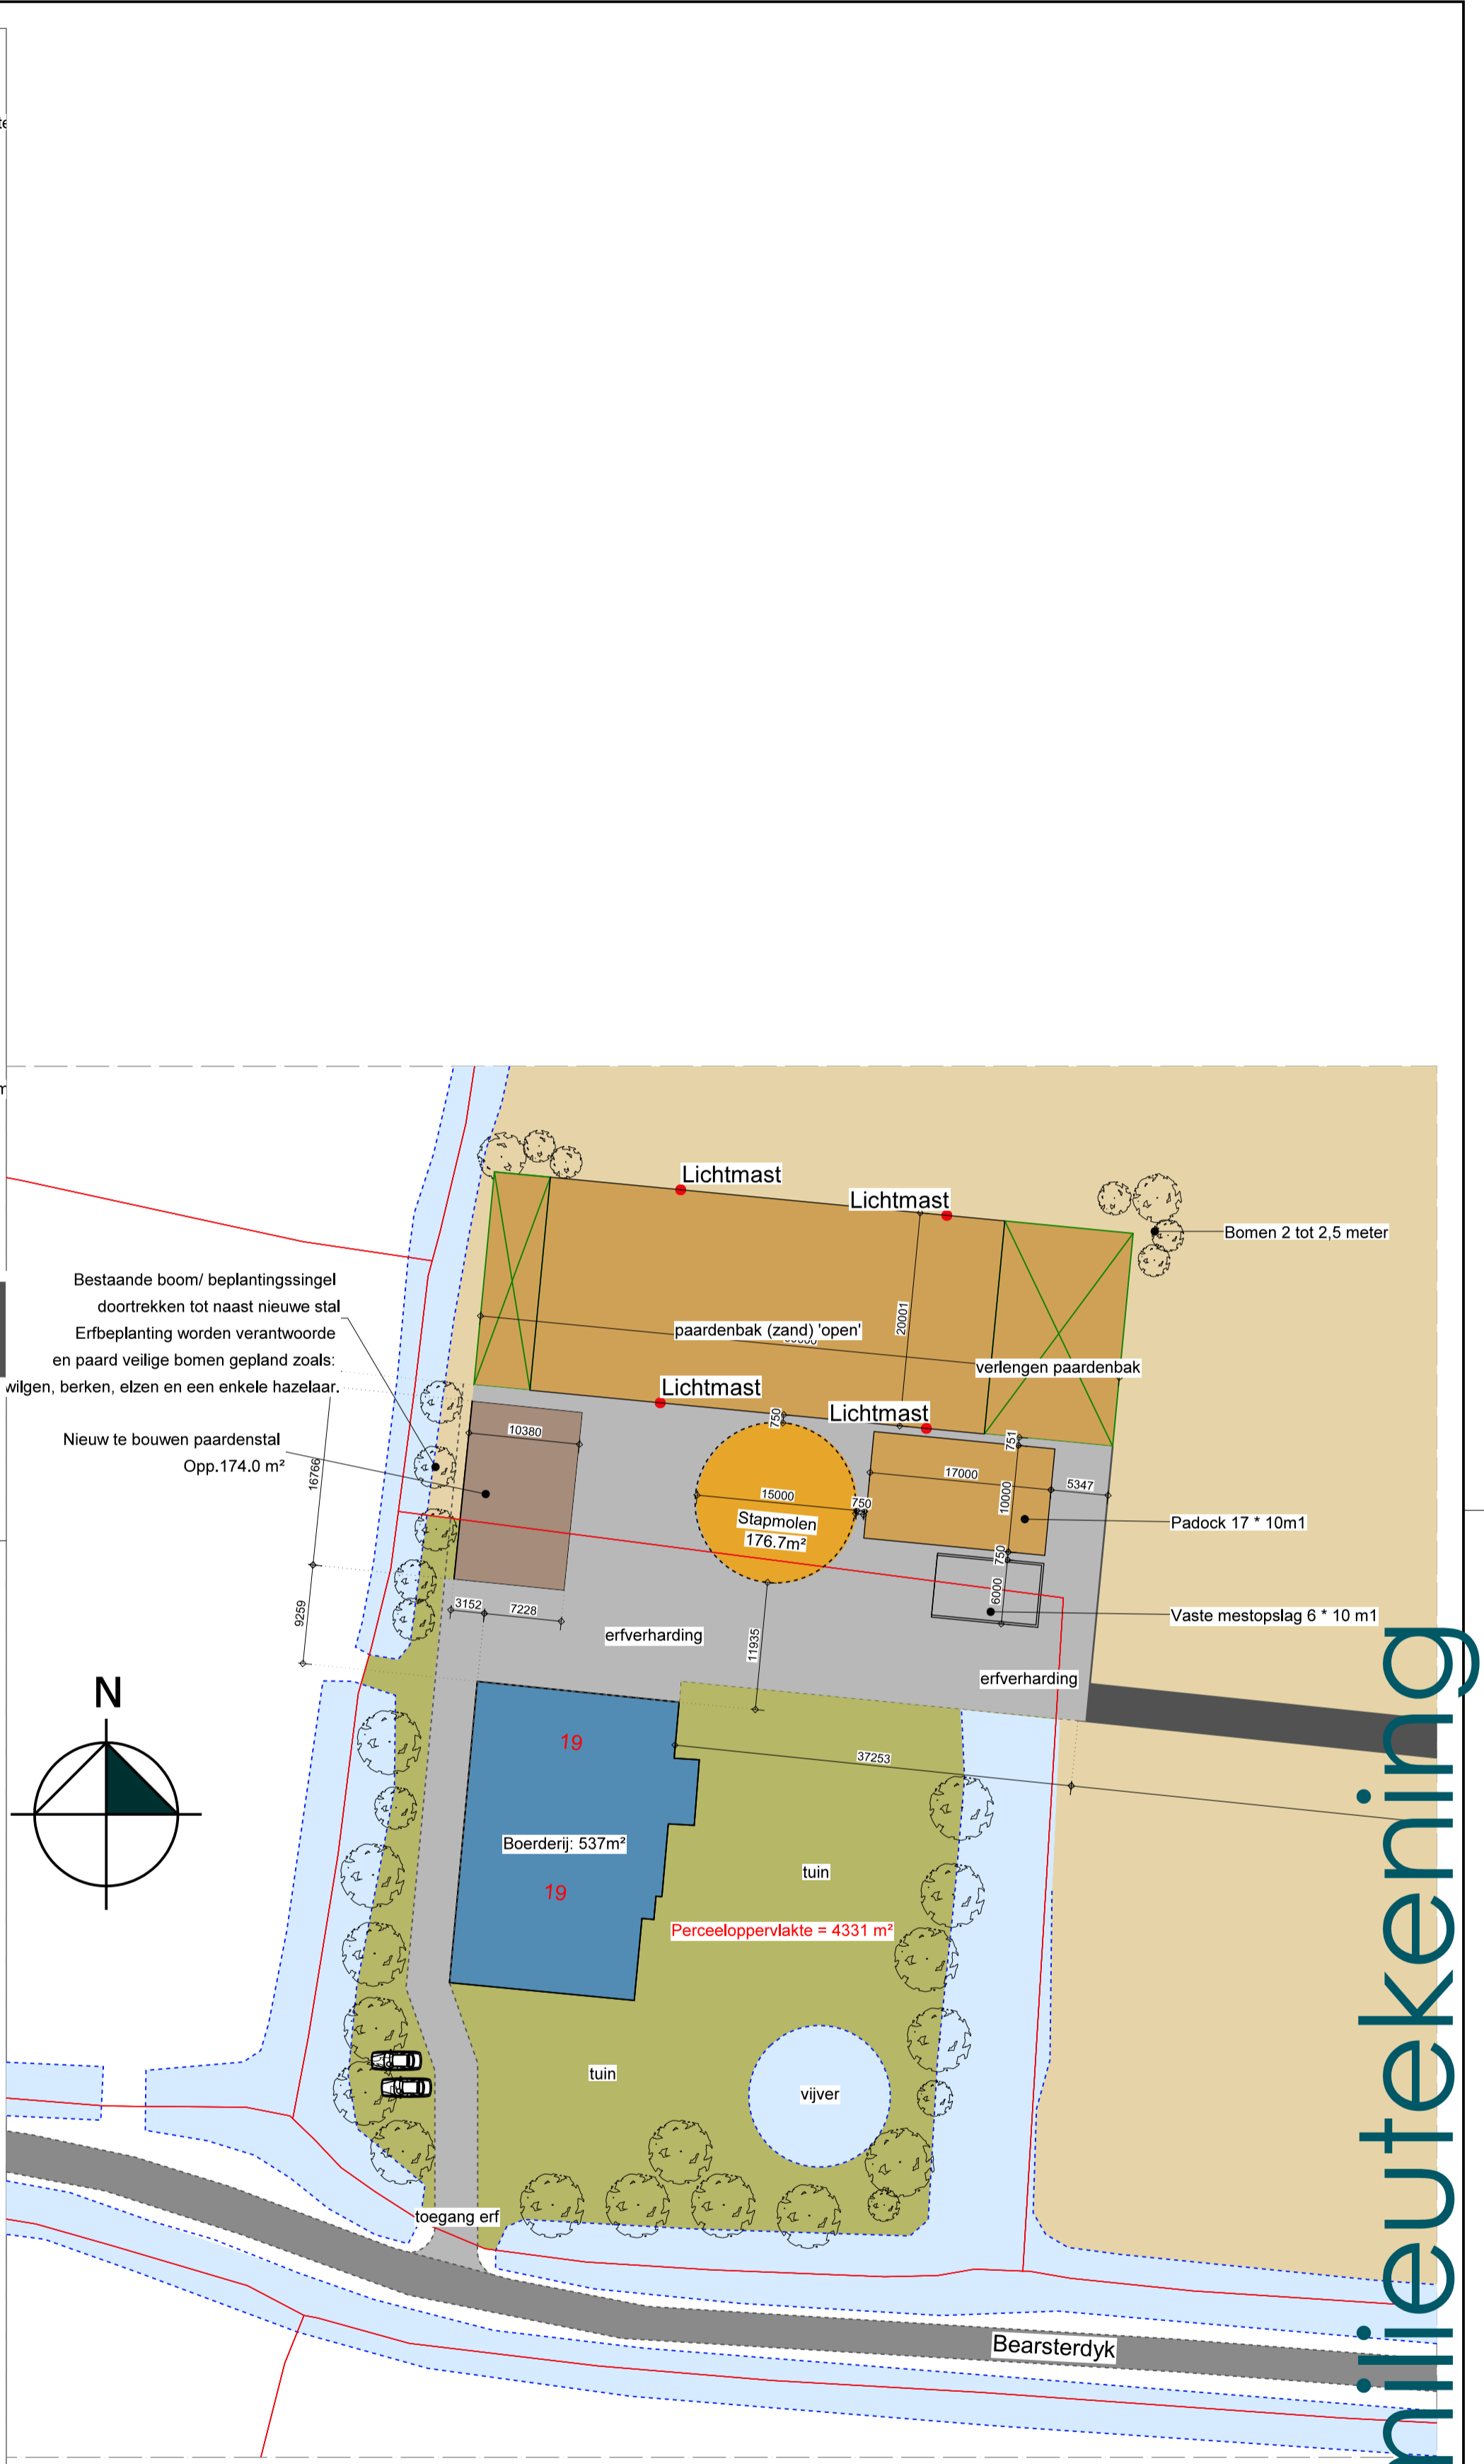 Lichtmast
Lichtmast
Bomen 2 tot 2,5 meter
Bestaande boom/ beplantingssingel
doortrekken tot naast nieuwe stal
Erfbeplanting worden verantwoorde
en paard veilige bomen gepland zoals:
wilgen, berken, elzen en een enkele hazelaar.
20001
paardenbak (zand) 'open'
verlengen paardenbak
Lichtmast
Lichtmast
750
751
Nieuw te bouwen paardenstal
Opp.174.0 m²
10380
16766
17000
5347
15000
750
10000
Stapmolen
176.7m²
Padock 17 * 10m1
750
6000
Vaste mestopslag 6 * 10 m1
9259
3152
7228
11935
erfverharding
erfverharding
N
19
37253
Boerderij: 537m²
tuin
19
Perceeloppervlakte = 4331 m²
tuin
vijver
toegang erf
Bearsterdyk
milieutekening